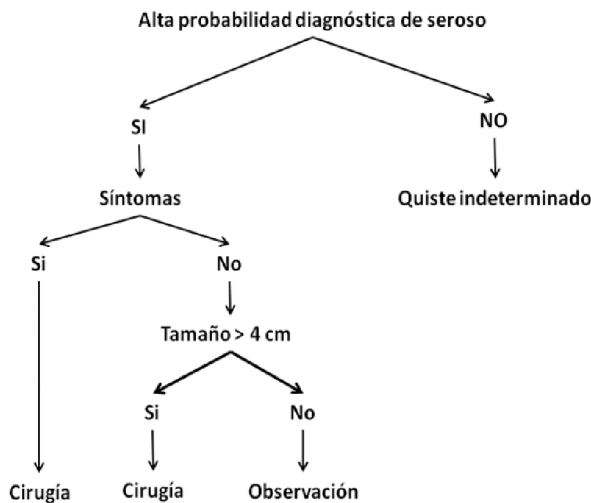 Alta probabilidad diagnóstica de seroso
SI
NO
Síntomas
Quiste indeterminado
Si
No
Tamaño > 4 cm
Si
No
Cirugía
Cirugía
Observación